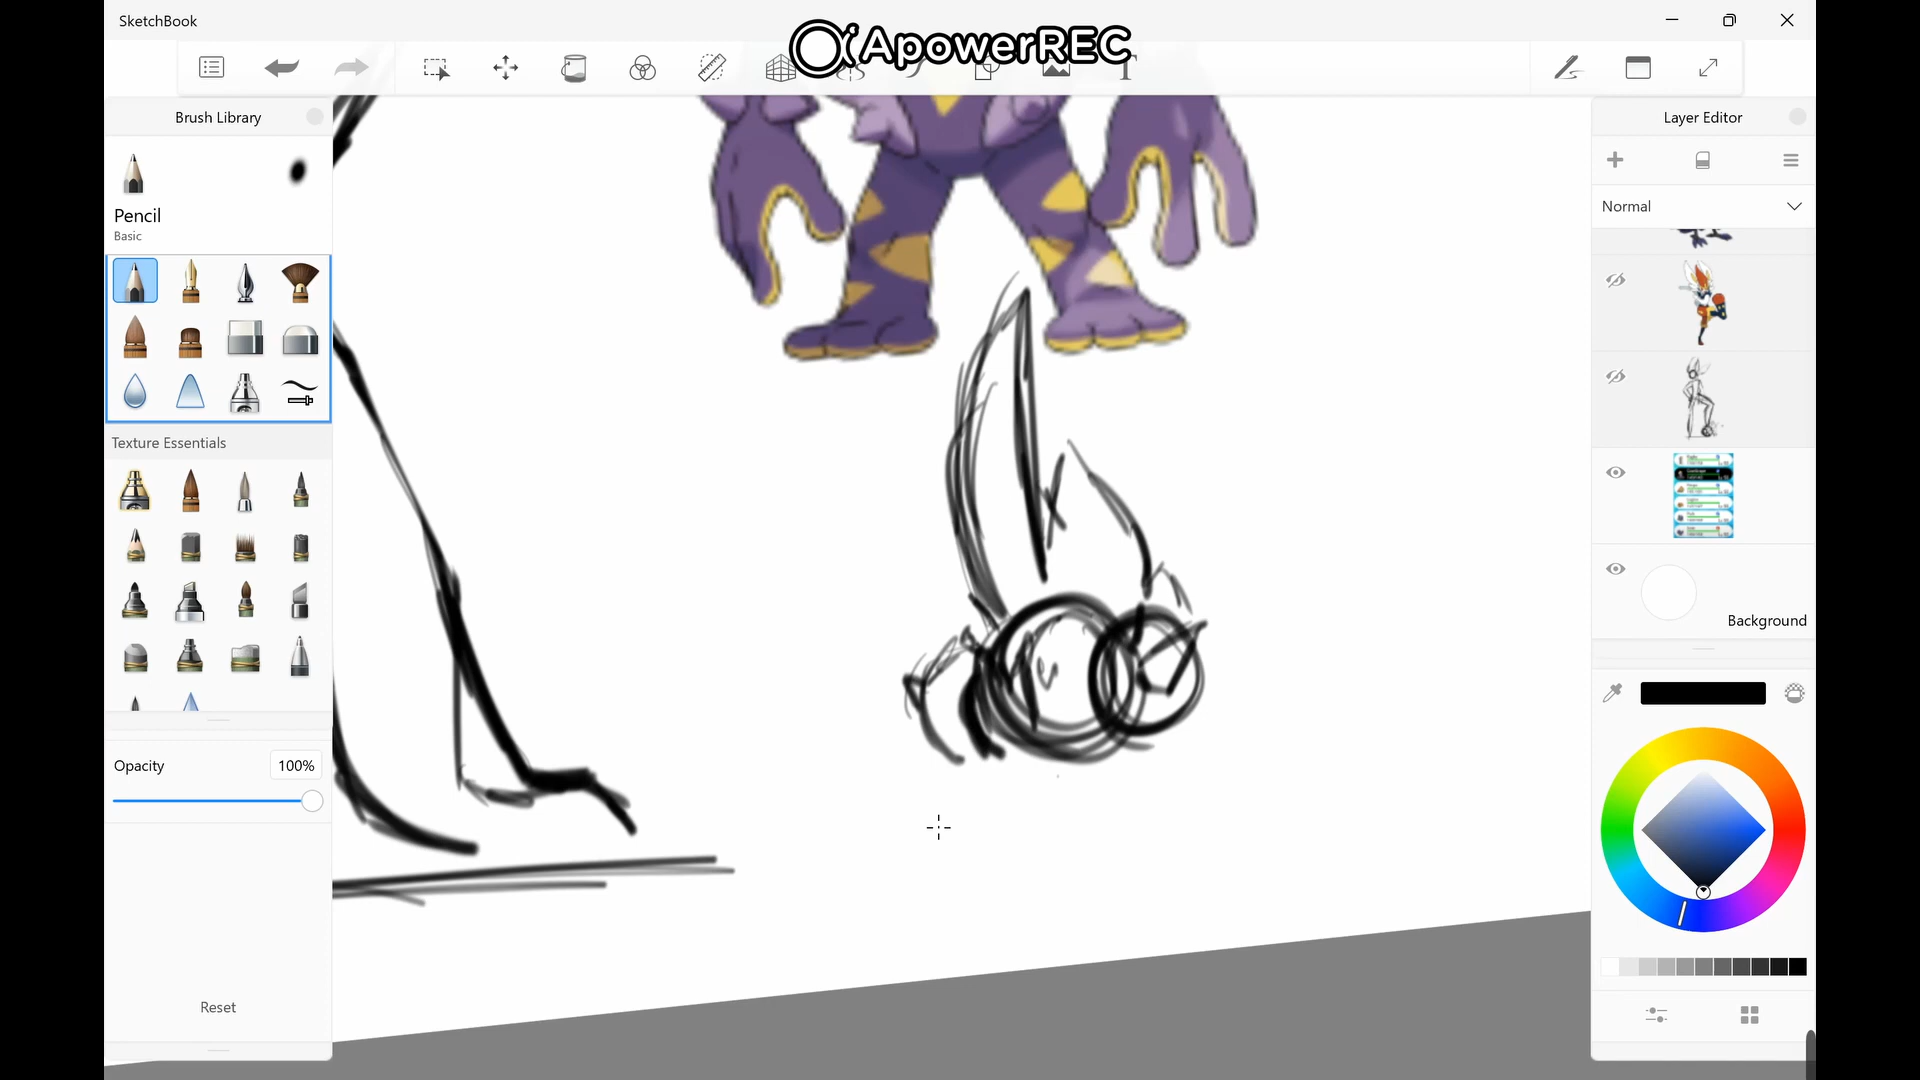 SketchBook
ApowerREC
Brush Library
Layer Editor
Normal
Pencil
Basic
Texture Essentials
Background
Opacity
100%
Reset